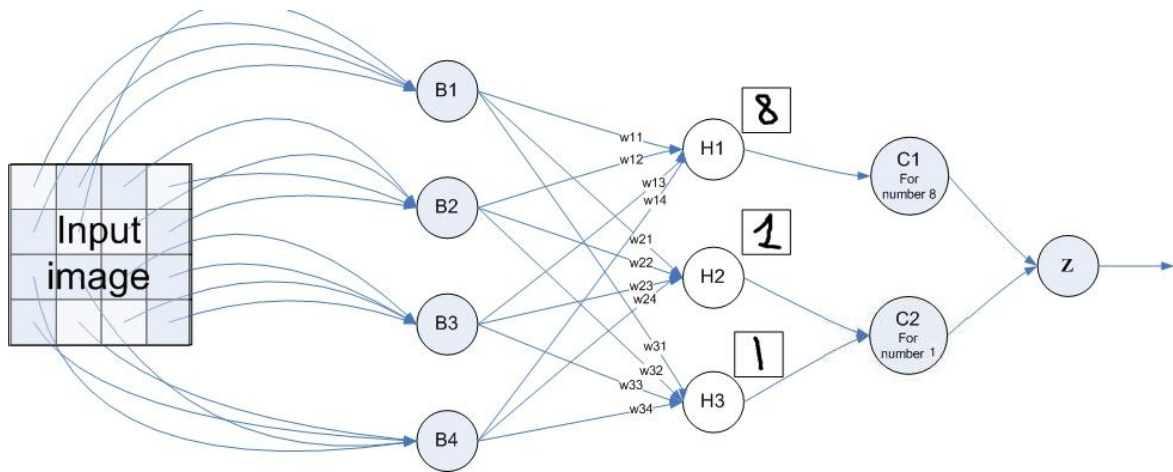 Input
image
B1
B2
B3
B4
w11
w12
w13
w14
w21
w22
w23
w24
w31
w32
w33
w34
H1
8
H2
1
H3
1
C1
For
number 8
C2
For
number 1
Z